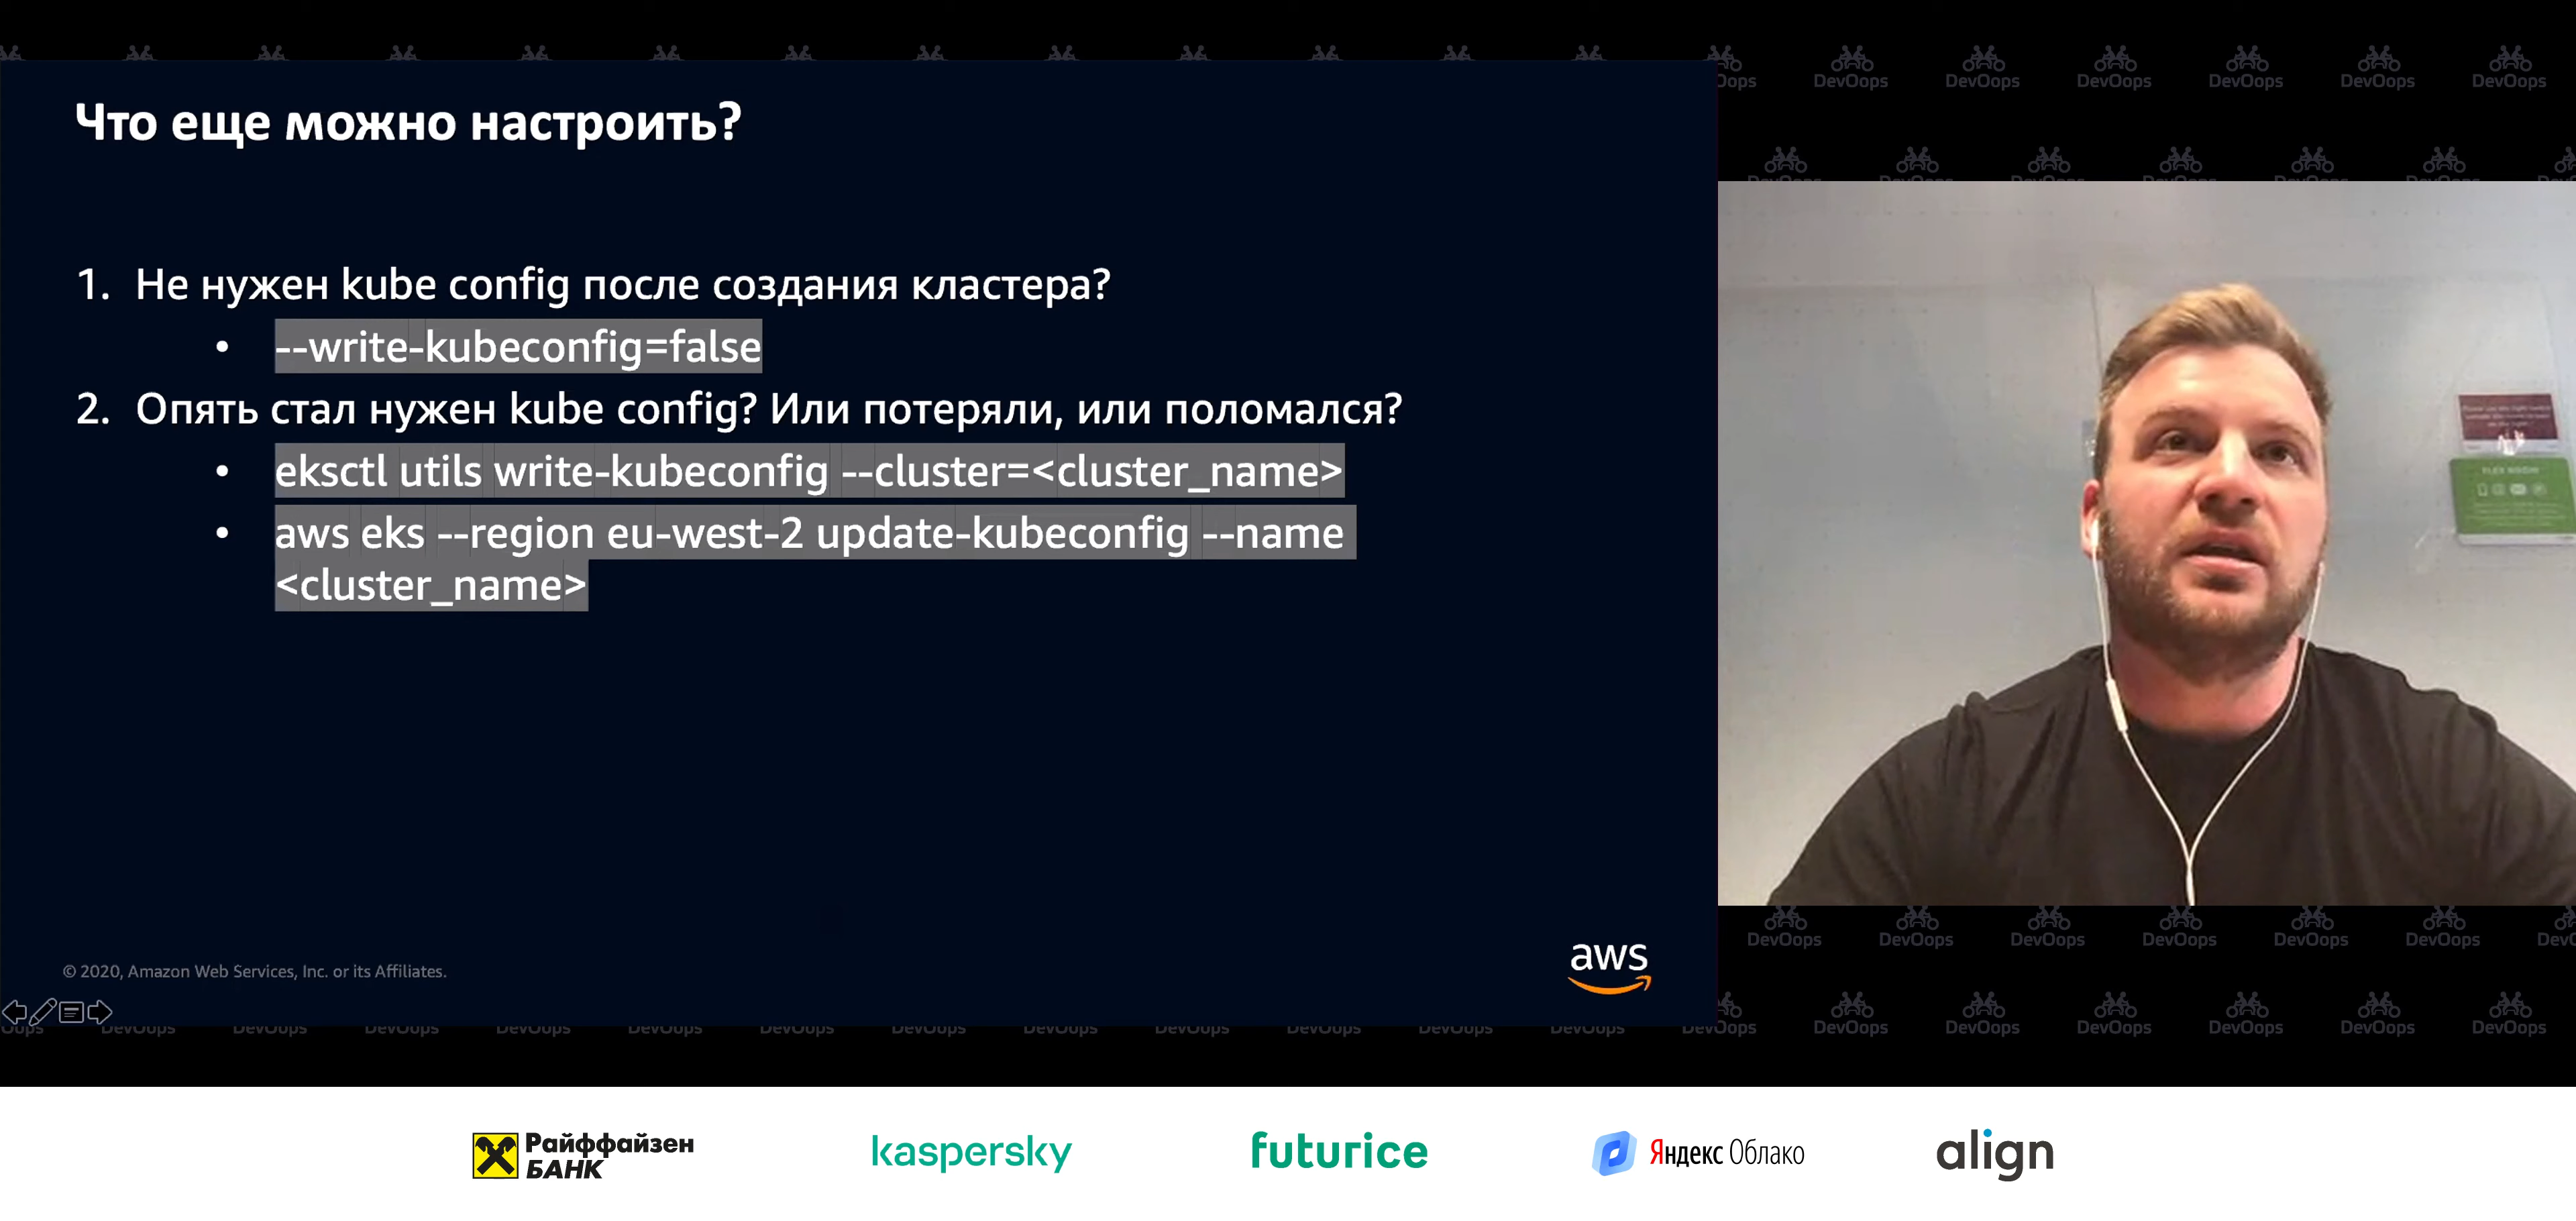 Что еще можно настроить?
1. Не нужен kube config после создания кластера?
• --write-kubeconfig=false
2. Опять стал нужен kube config? Или потеряли, или поломался?
• eksctl utils write-kubeconfig --cluster=<cluster_name>
• aws eks --region eu-west-2 update-kubeconfig --name
<cluster_name>
© 2020, Amazon Web Services, Inc. or its Affiliates.
aws
DevOops
FLEX ROOM
Райффайзен
БАНК
kaspersky
futurice
Яндекс Облако
align